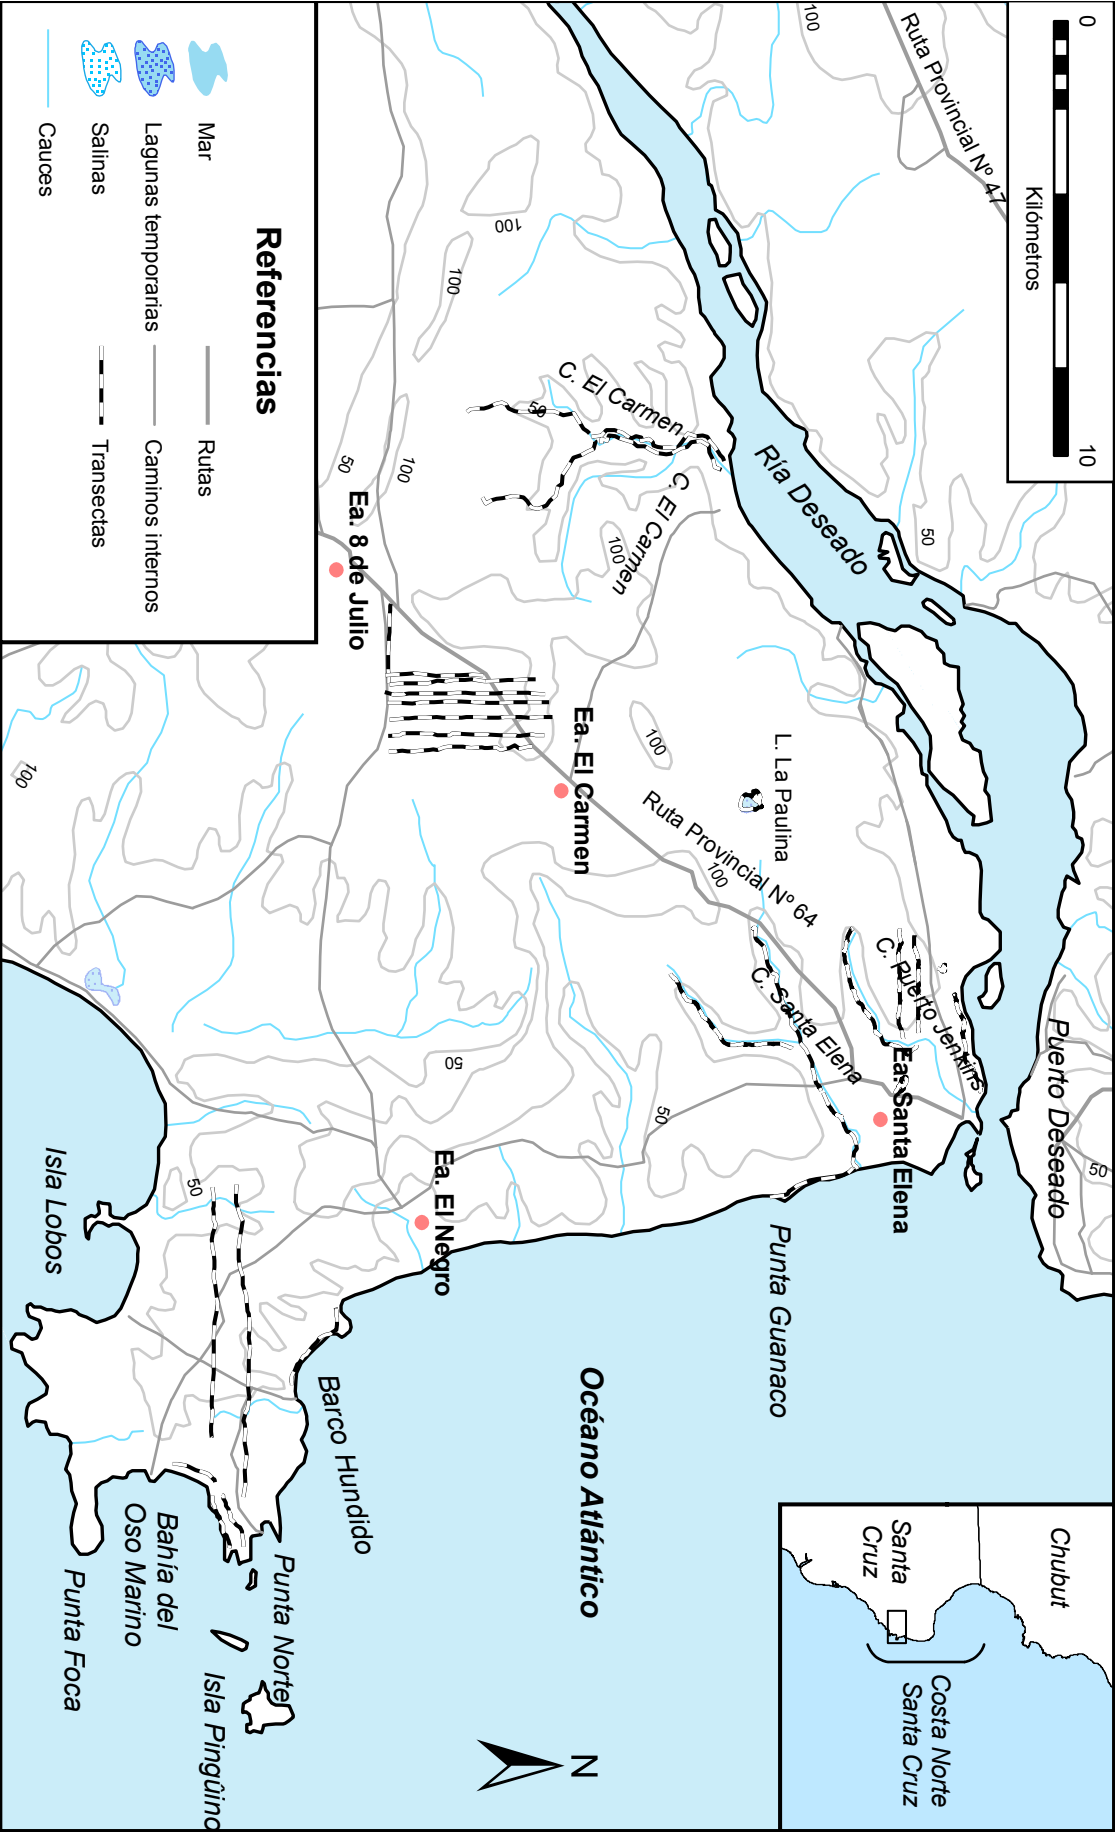 0
10
Kilómetros
Ruta Provincial Nº 47
100
100
100
C. El Carmen
50
C. El Carmen
100
Ría Deseado
50
50
100
Ea. 8 de Julio
Ea. El Carmen
100
L. La Paulina
Ruta Provincial Nº 64
100
C. Puerto Jenkins
C. Santa Elena
Ea. Santa Elena
Puerto Deseado
50
50
50
100
50
Ea. El Negro
Isla Lobos
Punta Guanaco
Océano Atlántico
Barco Hundido
Punta Norte
Bahía del
Oso Marino
Punta Foca
Isla Pingüino
N
Chubut
Santa
Cruz
Costa Norte
Santa Cruz
Referencias
Mar
Lagunas temporarias
Salinas
Cauces
Rutas
Caminos internos
Transectas